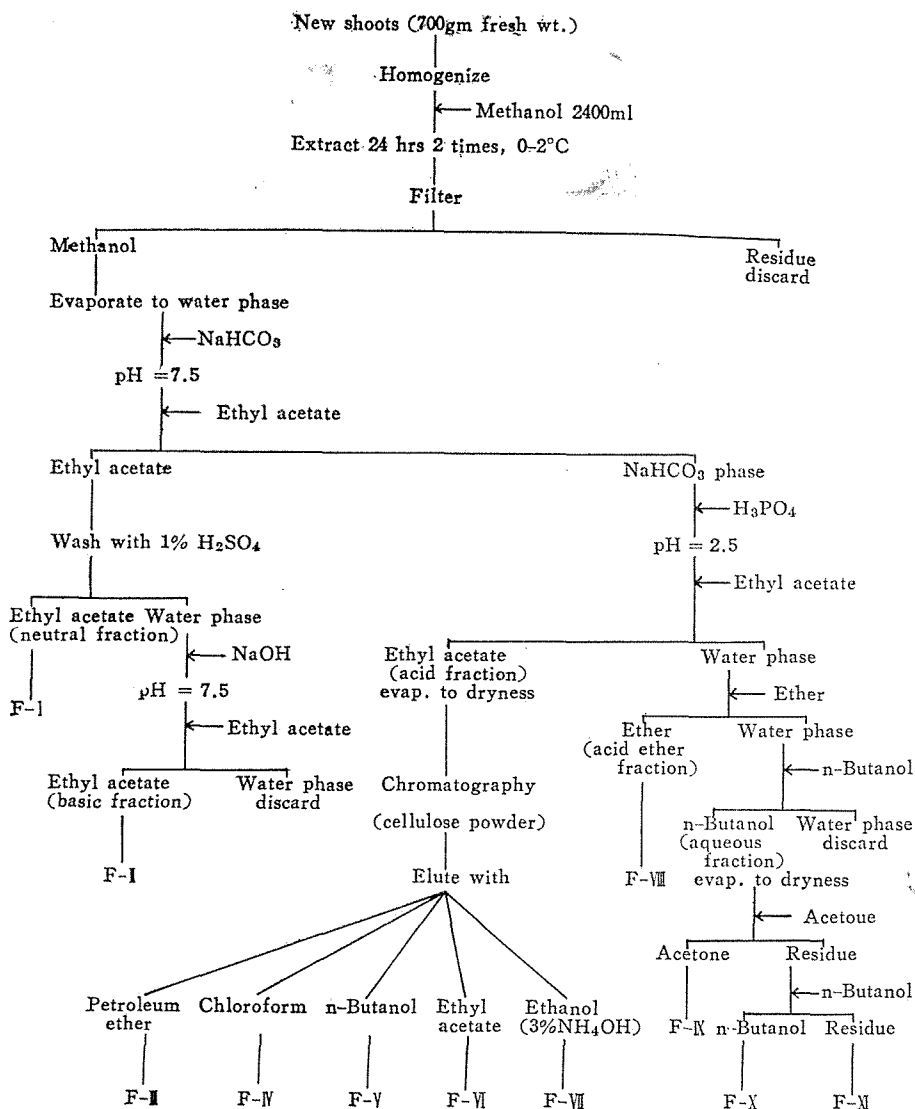 New shoots (700gm fresh wt.)
Homogenize
Methanol 2400ml
Extract 24 hrs 2 times, 0-2°C
Filter
Methanol
Residue
discard
Evaporate to water phase
NaHCO3
pH = 7.5
Ethyl acetate
Ethyl acetate
NaHCO3 phase
H3PO4
Wash with 1% H2SO4
pH = 2.5
Ethyl acetate
Ethyl acetate Water phase
(neutral fraction)
NaOH
F-I
pH = 7.5
Ethyl acetate
Ethyl acetate
(basic fraction)
Water phase
discard
F-II
Ethyl acetate
(acid fraction)
evap. to dryness
Water phase
Ether
Ether
(acid ether
fraction)
Water phase
Chromatography
n-Butanol
(cellulose powder)
n-Butanol
(aqueous
fraction)
evap. to dryness
Water phase
discard
Elute with
F-VIII
Acetoue
Acetone
Residue
n-Butanol
Petroleum
ether
Chloroform
n-Butanol
Ethyl
acetate
Ethanol
(3%NH4OH)
F-IX
n-Butanol
Residue
F-III
F-IV
F-V
F-VI
F-VII
F-X
F-XI